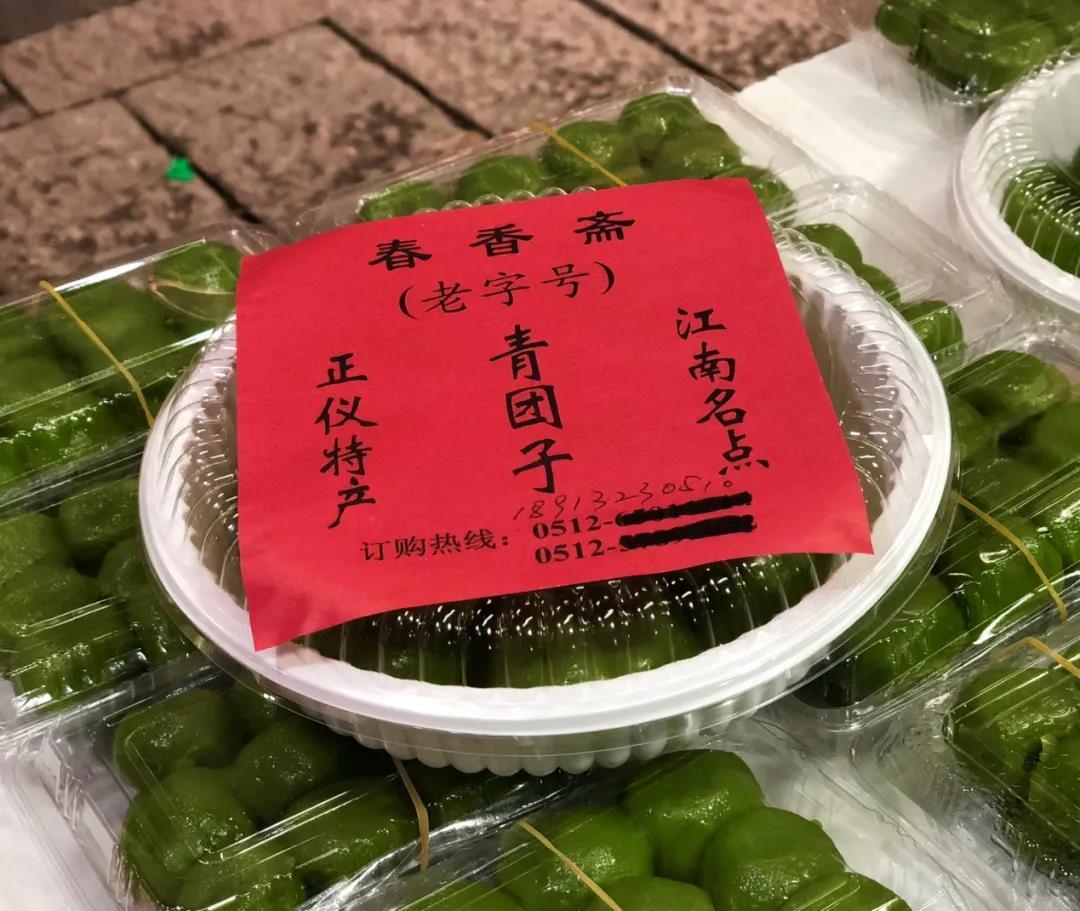 春香斋
(老字号)
江南名点
青团子
正仪特产
18913230518
订购热线：0512-
0512-